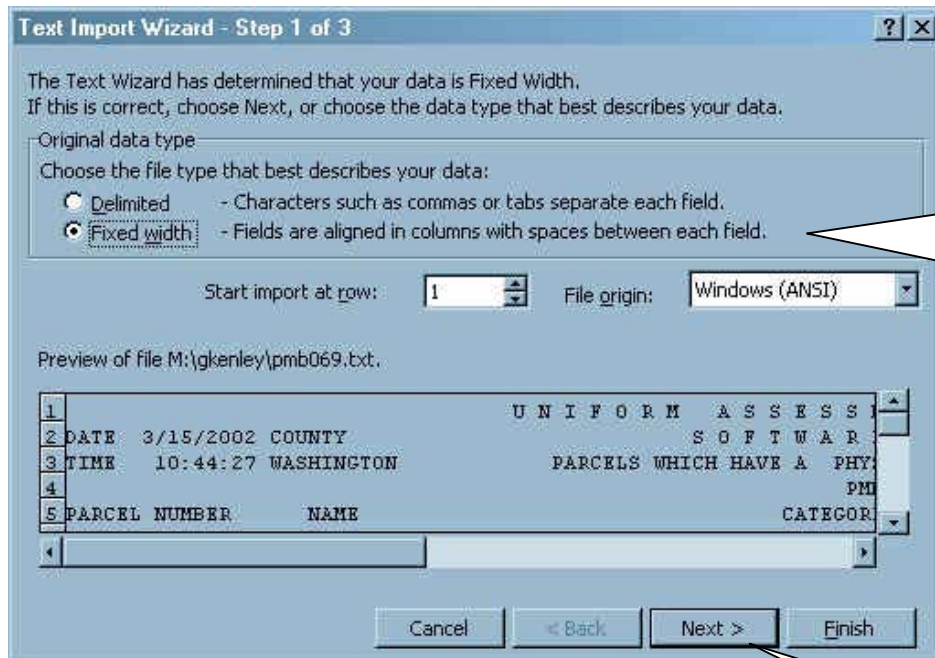 Text Import Wizard - Step 1 of 3
The Text Wizard has determined that your data is Fixed Width.
If this is correct, choose Next, or choose the data type that best describes your data.
Original data type
Choose the file type that best describes your data:
Delimited - Characters such as commas or tabs separate each field.
Fixed width - Fields are aligned in columns with spaces between each field.
Start import at row: 1 File origin: Windows (ANSI)
Preview of file M:\gkenley\pmb069.txt.
1 U N I F O R M A S S E S S
2 DATE 3/15/2002 COUNTY S O F T W A R
3 TIME 10:44:27 WASHINGTON PARCELS WHICH HAVE A PHY
4 PM
5 PARCEL NUMBER NAME CATEGOR
Cancel < Back Next > Finish